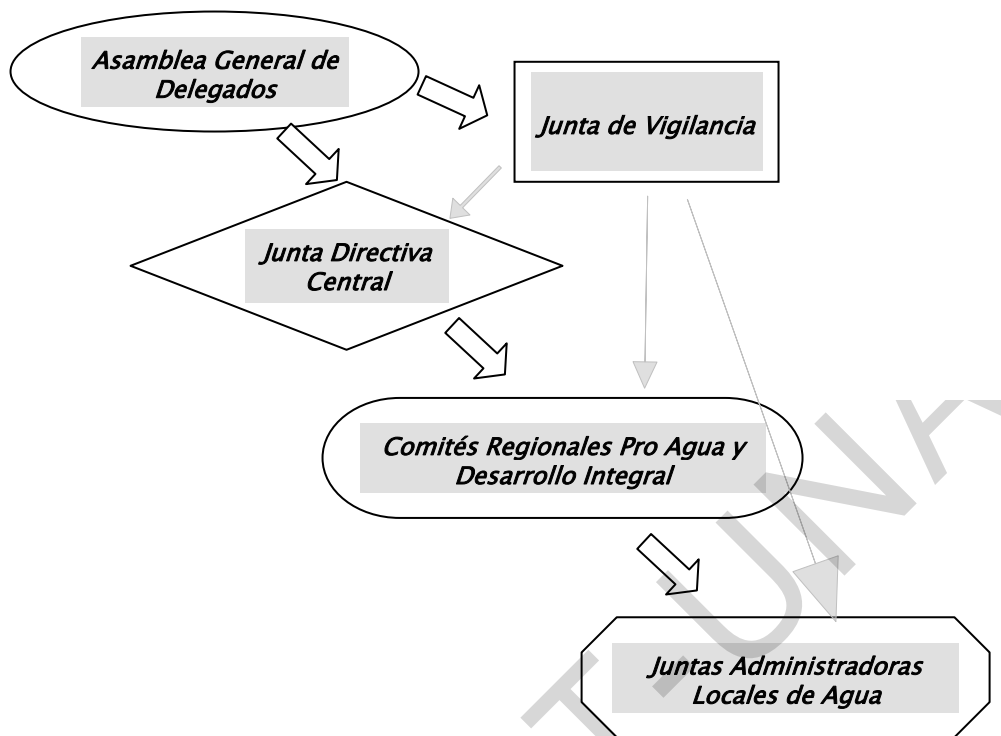 Asamblea General de
Delegados
Junta de Vigilancia
Junta Directiva
Central
Comités Regionales Pro Agua y
Desarrollo Integral
Juntas Administradoras
Locales de Agua